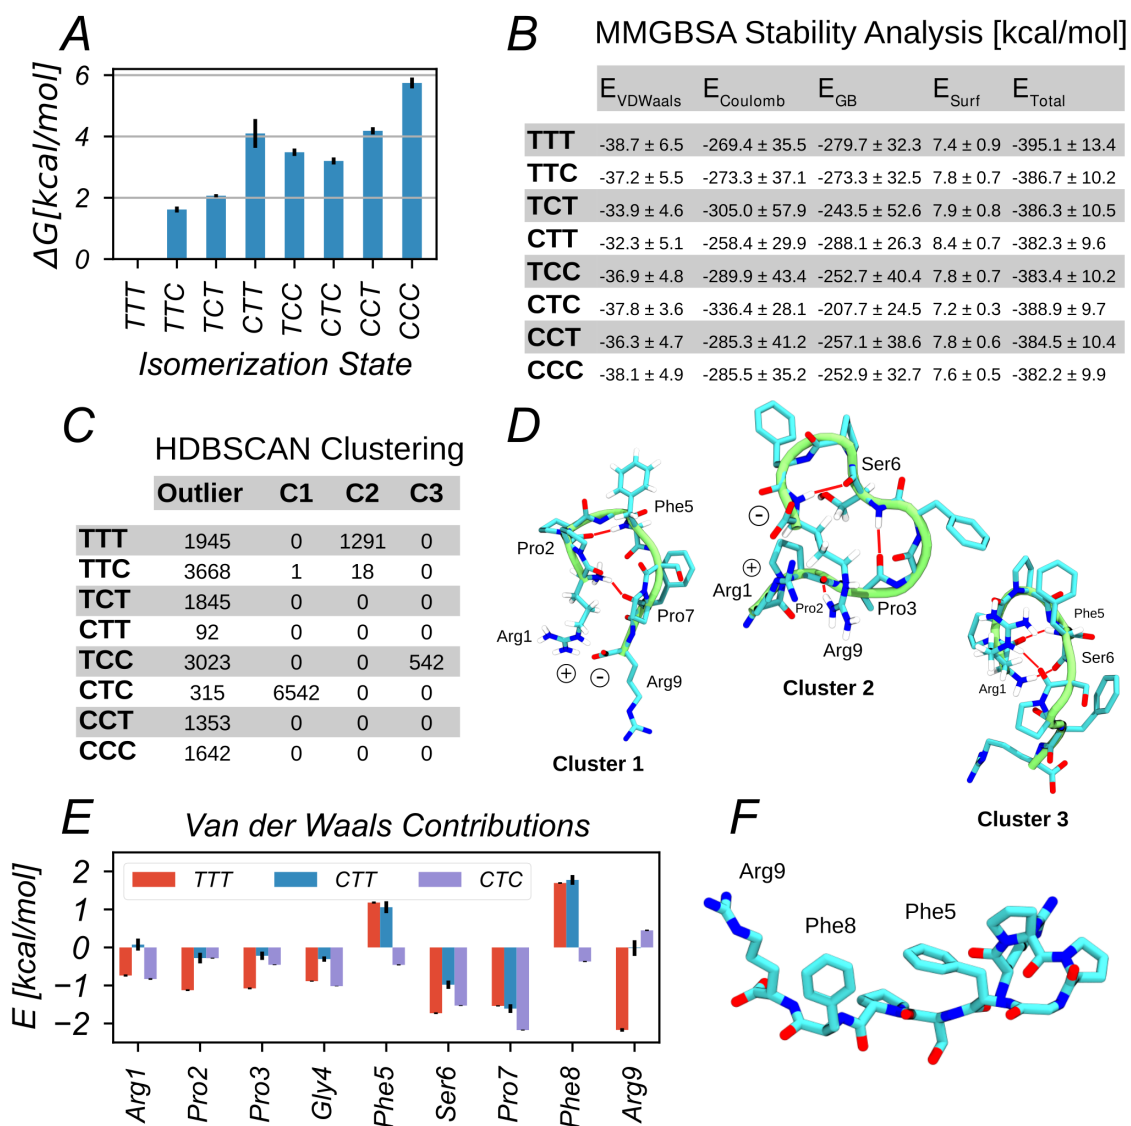 A
ΔG[kcal/mol]
6
4
2
0
TTT TTC TCT CTT TCC CTC CCT CCC
Isomerization State
B MMGBSA Stability Analysis [kcal/mol]
EVDWaals ECoulomb EGB ESurf ETotal
TTT -38.7 ± 6.5 -269.4 ± 35.5 -279.7 ± 32.3 7.4 ± 0.9 -395.1 ± 13.4
TTC -37.2 ± 5.5 -273.3 ± 37.1 -273.3 ± 32.5 7.8 ± 0.7 -386.7 ± 10.2
TCT -33.9 ± 4.6 -305.0 ± 57.9 -243.5 ± 52.6 7.9 ± 0.8 -386.3 ± 10.5
CTT -32.3 ± 5.1 -258.4 ± 29.9 -288.1 ± 26.3 8.4 ± 0.7 -382.3 ± 9.6
TCC -36.9 ± 4.8 -289.9 ± 43.4 -252.7 ± 40.4 7.8 ± 0.7 -383.4 ± 10.2
CTC -37.8 ± 3.6 -336.4 ± 28.1 -207.7 ± 24.5 7.2 ± 0.3 -388.9 ± 9.7
CCT -36.3 ± 4.7 -285.3 ± 41.2 -257.1 ± 38.6 7.8 ± 0.6 -384.5 ± 10.4
CCC -38.1 ± 4.9 -285.5 ± 35.2 -252.9 ± 32.7 7.6 ± 0.5 -382.2 ± 9.9
C
HDBSCAN Clustering
Outlier C1 C2 C3
TTT 1945 0 1291 0
TTC 3668 1 18 0
TCT 1845 0 0 0
CTT 92 0 0 0
TCC 3023 0 0 542
CTC 315 6542 0 0
CCT 1353 0 0 0
CCC 1642 0 0 0
D
Phe5
Pro2
Pro7
Arg1
+ -
Arg9
Cluster 1
Ser6
-
+
Arg1
Pro2
Pro3
Arg9
Cluster 2
Phe5
Ser6
Arg1
Cluster 3
E
Van der Waals Contributions
E [kcal/mol]
TTT CTT CTC
2
1
0
−1
−2
Arg1 Pro2 Pro3 Gly4 Phe5 Ser6 Pro7 Phe8 Arg9
F
Arg9
Phe8
Phe5